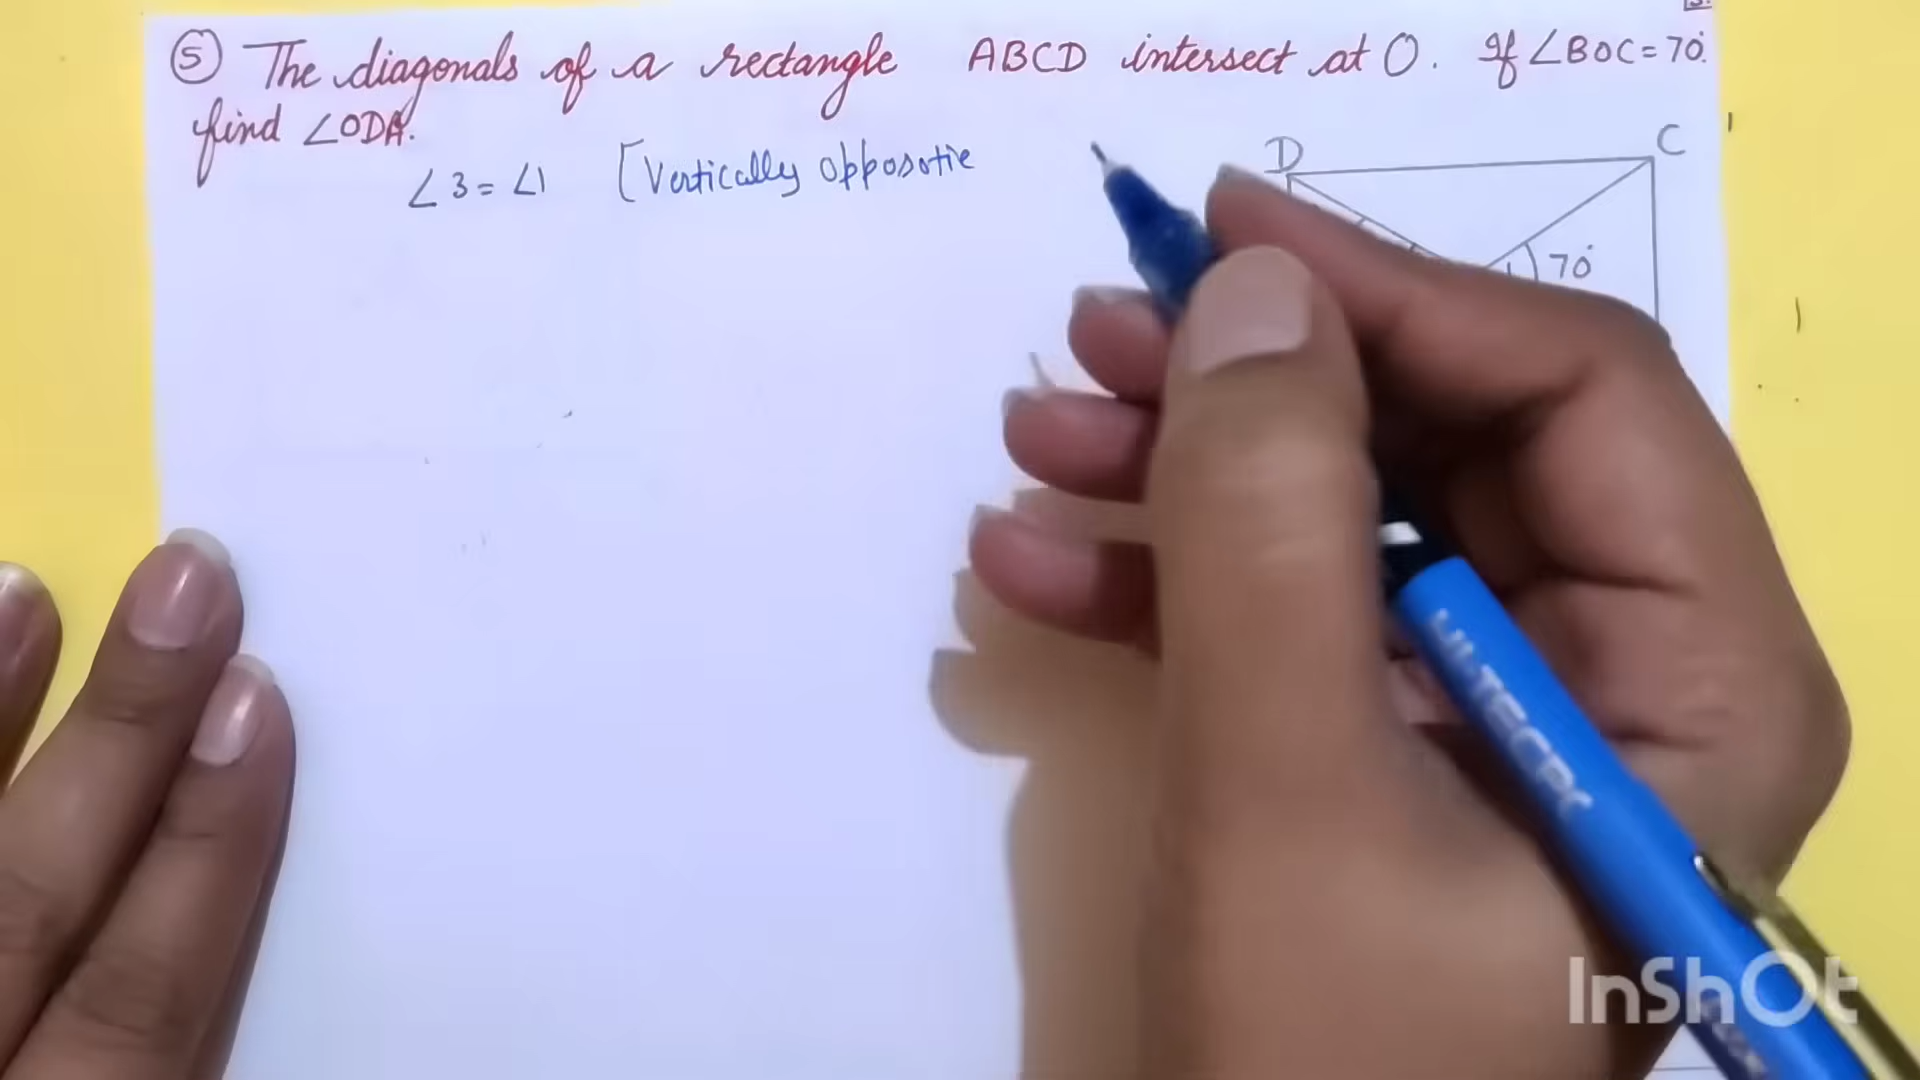 5 The diagonals of a rectangle ABCD intersect at O. If ∠BOC = 70°.
find ∠ODA.
∠3 = ∠1 [Vertically opposotie
D
C
70°
InShOt